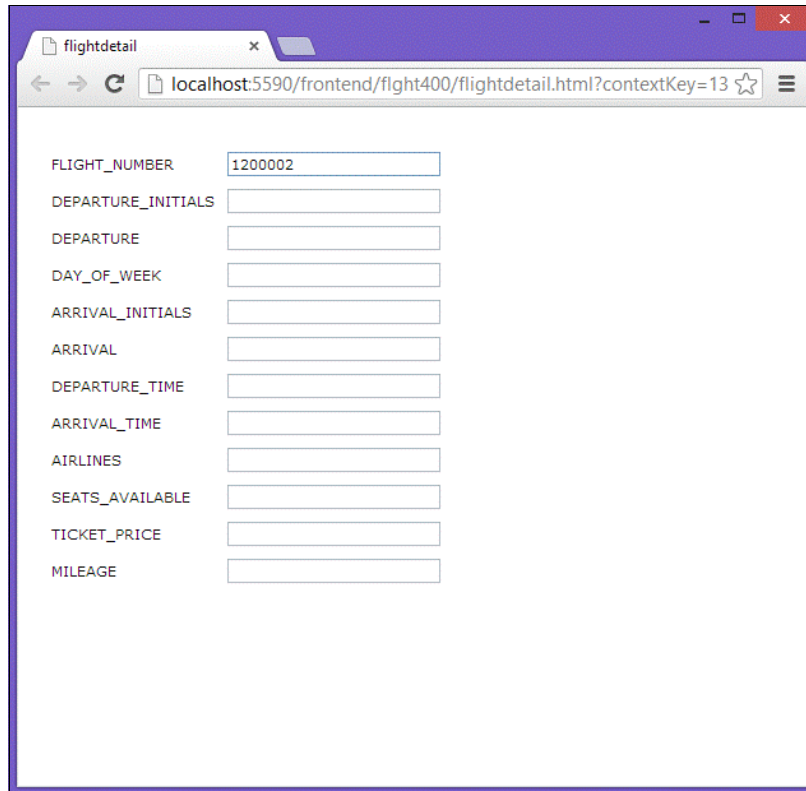 flightdetail
localhost:5590/frontend/flght400/flightdetail.html?contextKey=13
FLIGHT_NUMBER 1200002
DEPARTURE_INITIALS
DEPARTURE
DAY_OF_WEEK
ARRIVAL_INITIALS
ARRIVAL
DEPARTURE_TIME
ARRIVAL_TIME
AIRLINES
SEATS_AVAILABLE
TICKET_PRICE
MILEAGE